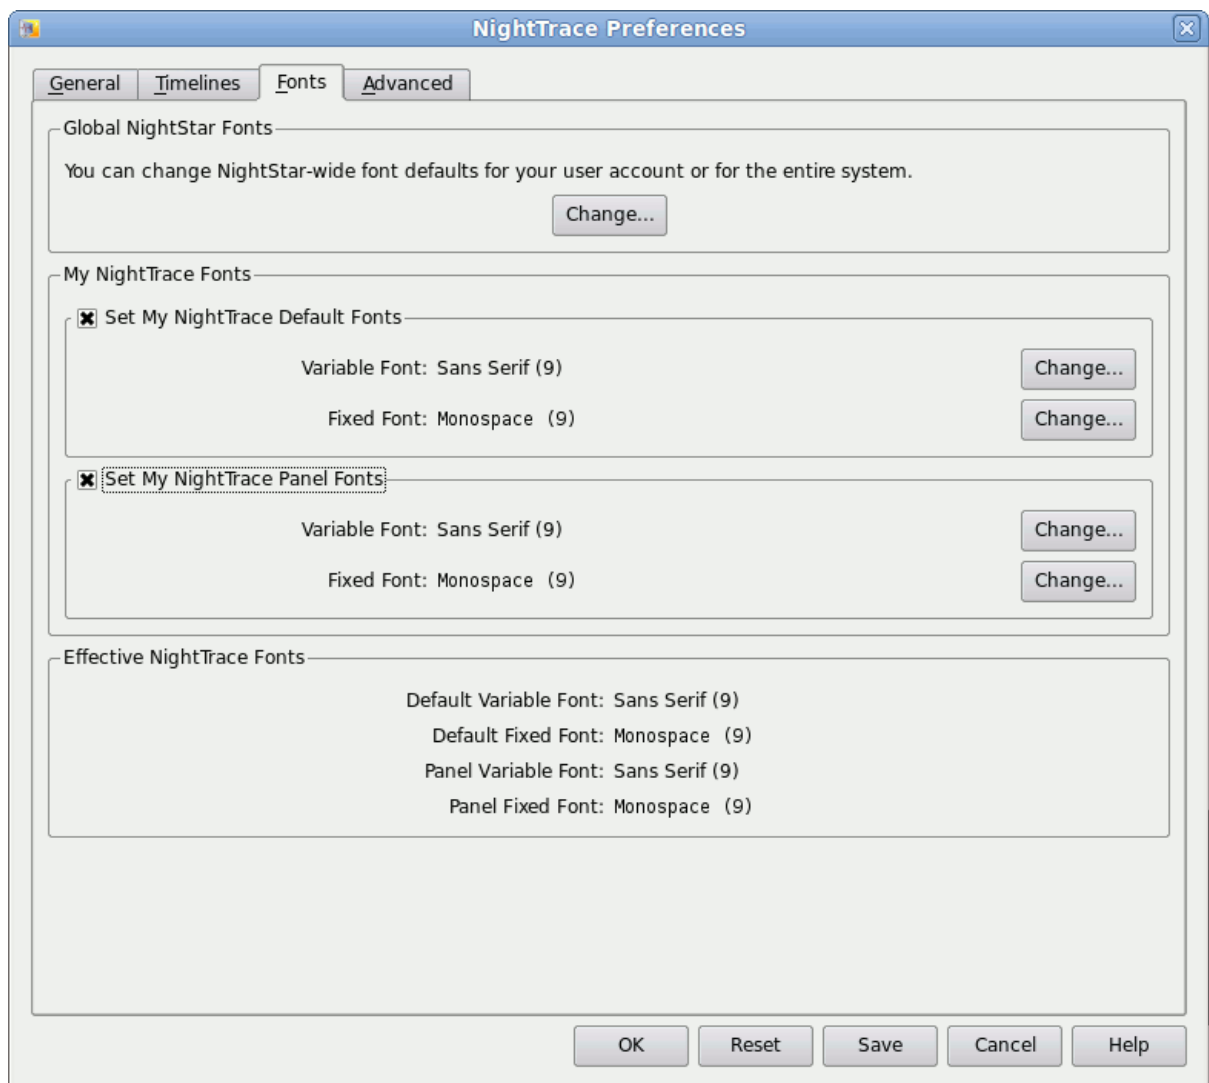 NightTrace Preferences
General Timelines Fonts Advanced
Global NightStar Fonts
You can change NightStar-wide font defaults for your user account or for the entire system.
Change...
My NightTrace Fonts
Set My NightTrace Default Fonts
Variable Font: Sans Serif (9) Change...
Fixed Font: Monospace (9) Change...
Set My NightTrace Panel Fonts
Variable Font: Sans Serif (9) Change...
Fixed Font: Monospace (9) Change...
Effective NightTrace Fonts
Default Variable Font: Sans Serif (9)
Default Fixed Font: Monospace (9)
Panel Variable Font: Sans Serif (9)
Panel Fixed Font: Monospace (9)
OK Reset Save Cancel Help